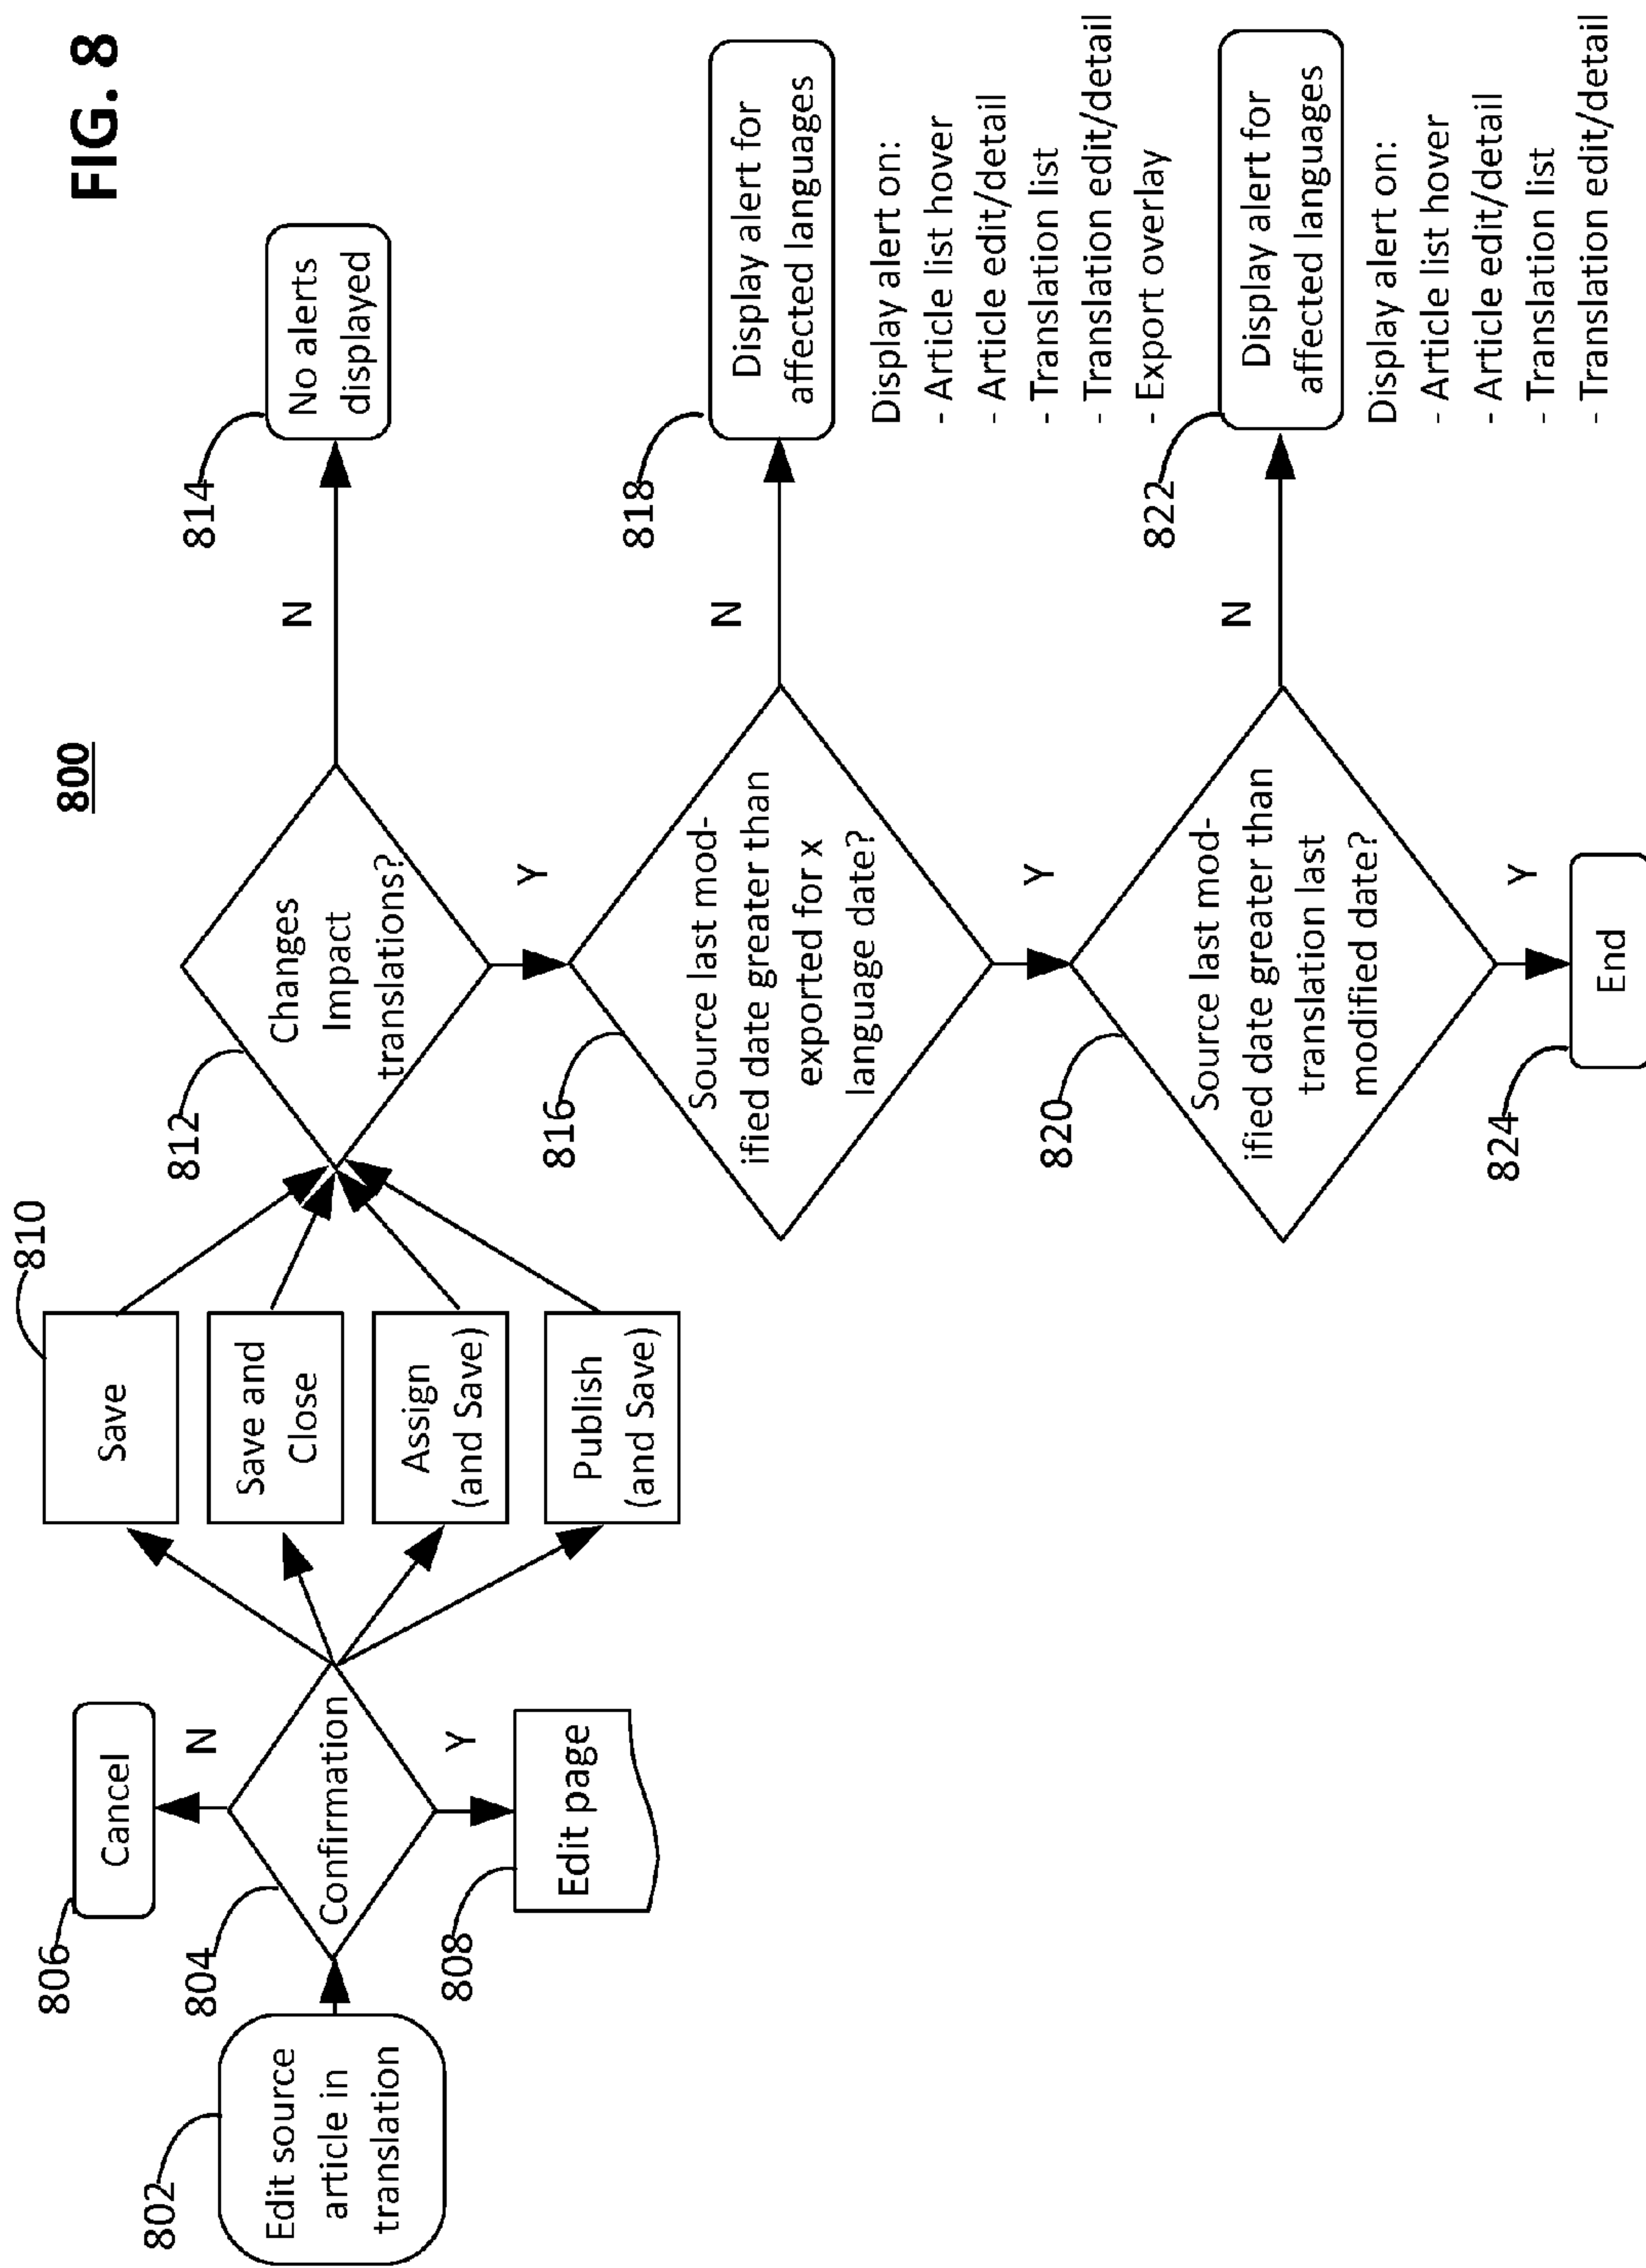 FIG. 8
800
802
Edit source
article in
translation
804
Confirmation
806
N
Cancel
Y
808
Edit page
810
Save
Save and
Close
Assign
(and Save)
Publish
(and Save)
812
Changes
Impact
translations?
N
814
No alerts
displayed
Y
816
Source last mod-
ified date greater than
exported for x
language date?
N
818
Display alert for
affected languages
Display alert on:
- Article list hover
- Article edit/detail
- Translation list
- Translation edit/detail
- Export overlay
Y
820
Source last mod-
ified date greater than
translation last
modified date?
N
822
Display alert for
affected languages
Display alert on:
- Article list hover
- Article edit/detail
- Translation list
- Translation edit/detail
Y
824
End